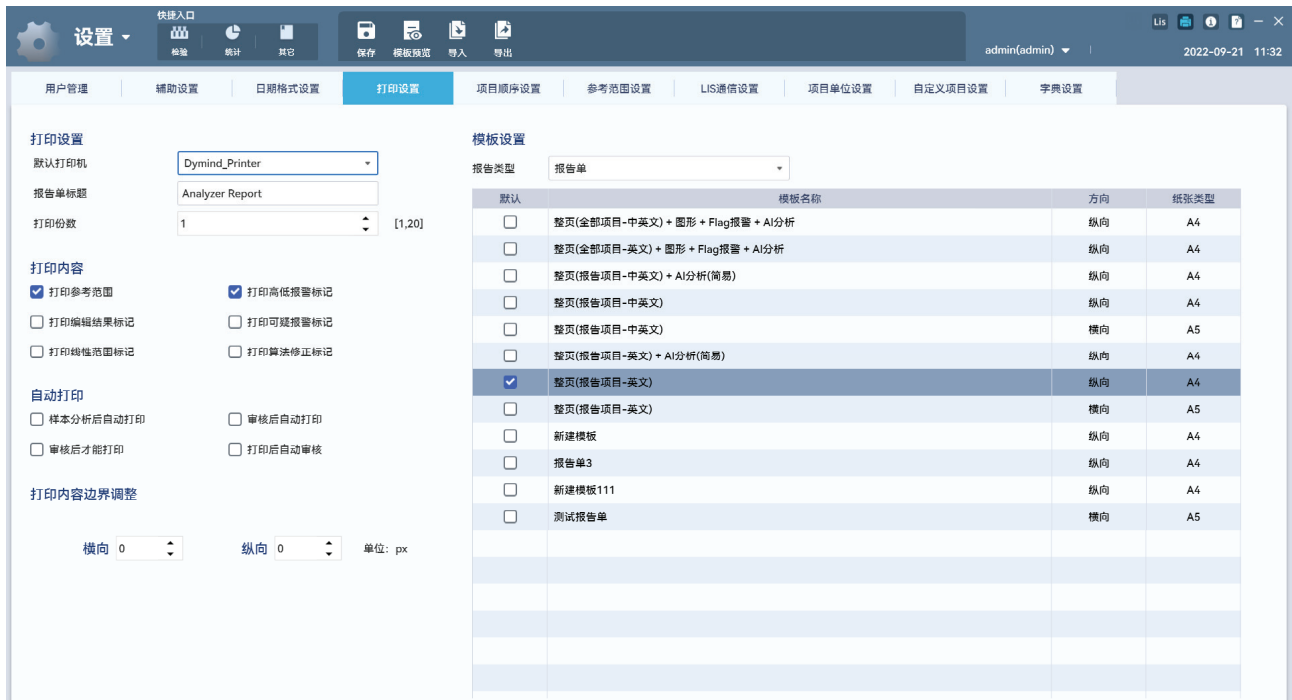 设置
快捷入口
检验 统计 其它
保存 模板预览 导入 导出
admin(admin)
Lis
2022-09-21 11:32
用户管理 辅助设置 日期格式设置 打印设置 项目顺序设置 参考范围设置 LIS通信设置 项目单位设置 自定义项目设置 字典设置
打印设置
默认打印机 Dymind_Printer
报告单标题 Analyzer Report
打印份数 1 [1,20]
打印内容
打印参考范围 打印高低报警标记
打印编辑结果标记 打印可疑报警标记
打印线性范围标记 打印算法修正标记
自动打印
样本分析后自动打印 审核后自动打印
审核后才能打印 打印后自动审核
打印内容边界调整
横向 0 纵向 0 单位: px
模板设置
报告类型 报告单
默认 模板名称 方向 纸张类型
整页(全部项目-中英文) + 图形 + Flag报警 + AI分析 纵向 A4
整页(全部项目-英文) + 图形 + Flag报警 + AI分析 纵向 A4
整页(报告项目-中英文) + AI分析(简易) 纵向 A4
整页(报告项目-中英文) 纵向 A4
整页(报告项目-中英文) 横向 A5
整页(报告项目-英文) + AI分析(简易) 纵向 A4
整页(报告项目-英文) 纵向 A4
整页(报告项目-英文) 横向 A5
新建模板 纵向 A4
报告单3 纵向 A4
新建模板111 纵向 A4
测试报告单 横向 A5